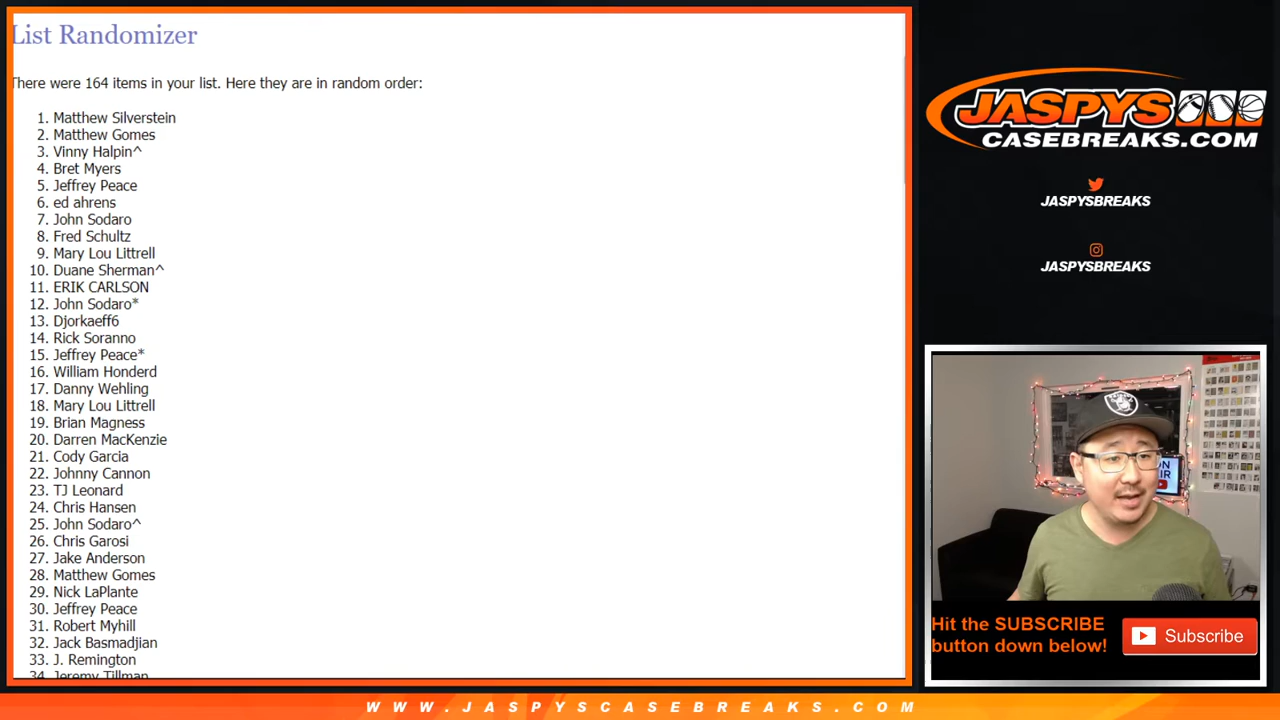 List Randomizer
There were 164 items in your list. Here they are in random order:
1. Matthew Silverstein
2. Matthew Gomes
3. Vinny Halpin^
4. Bret Myers
5. Jeffrey Peace
6. ed ahrens
7. John Sodaro
8. Fred Schultz
9. Mary Lou Littrell
10. Duane Sherman^
11. ERIK CARLSON
12. John Sodaro*
13. Djorkaeff6
14. Rick Soranno
15. Jeffrey Peace*
16. William Honderd
17. Danny Wehling
18. Mary Lou Littrell
19. Brian Magness
20. Darren MacKenzie
21. Cody Garcia
22. Johnny Cannon
23. TJ Leonard
24. Chris Hansen
25. John Sodaro^
26. Chris Garosi
27. Jake Anderson
28. Matthew Gomes
29. Nick LaPlante
30. Jeffrey Peace
31. Robert Myhill
32. Jack Basmadjian
33. J. Remington
34. Jeremy Tillman
JASPYS
CASEBREAKS.COM
JASPYSBREAKS
JASPYSBREAKS
ON
AIR
Hit the SUBSCRIBE
button down below!
Subscribe
WWW.JASPYSCASEBREAKS.COM